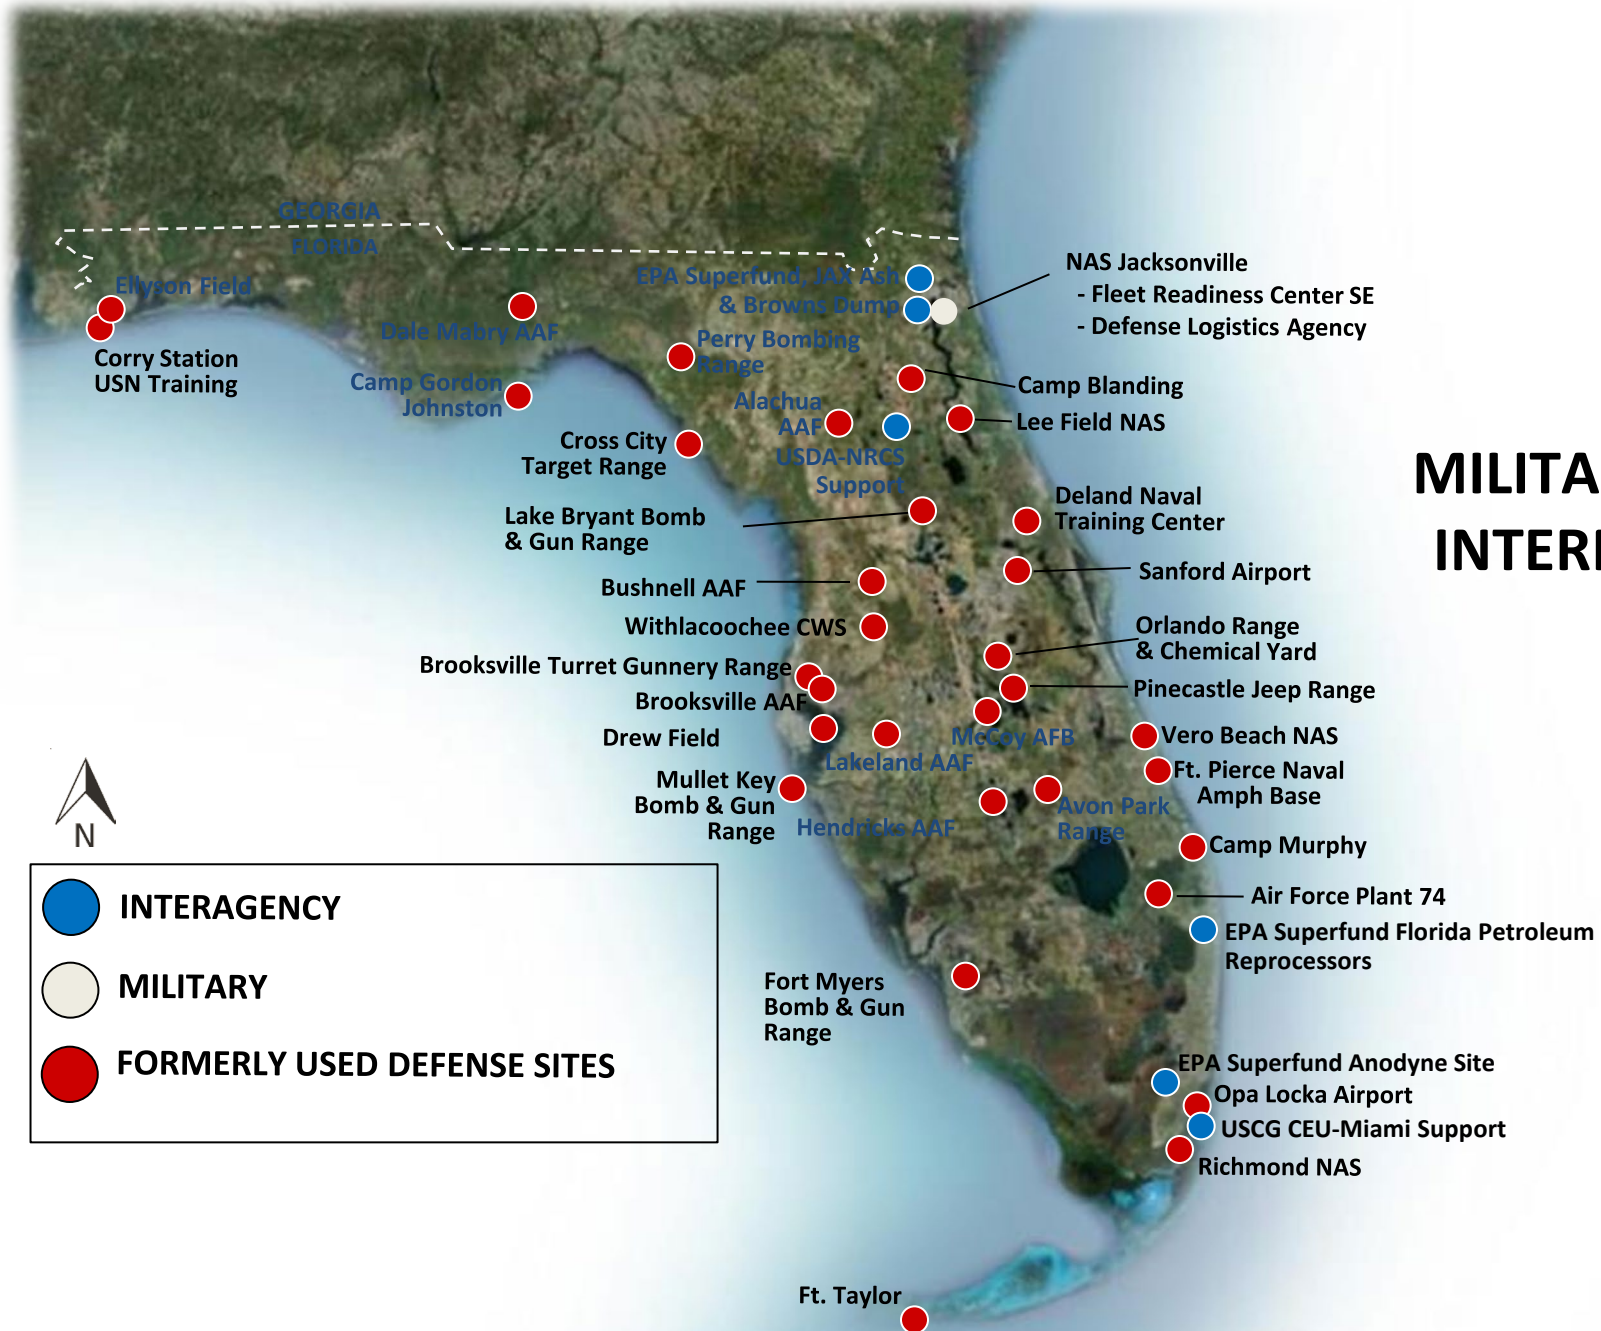 GEORGIA
FLORIDA
Ellyson Field
Corry Station
USN Training
Dale Mabry AAF
Camp Gordon
Johnston
EPA Superfund, JAX Ash
& Browns Dump
NAS Jacksonville
- Fleet Readiness Center SE
- Defense Logistics Agency
Perry Bombing
Range
Camp Blanding
Alachua
AAF
Lee Field NAS
Cross City
Target Range
USDA-NRCS
Support
MILITA
INTER
Deland Naval
Training Center
Lake Bryant Bomb
& Gun Range
Sanford Airport
Bushnell AAF
Withlacoochee CWS
Orlando Range
& Chemical Yard
Brooksville Turret Gunnery Range
Brooksville AAF
Pinecastle Jeep Range
Drew Field
McCoy AFB
Vero Beach NAS
Lakeland AAF
Ft. Pierce Naval
Amph Base
Mullet Key
Bomb & Gun
Range
Hendricks AAF
Avon Park
Range
Camp Murphy
N
Air Force Plant 74
EPA Superfund Florida Petroleum
Reprocessors
INTERAGENCY
MILITARY
FORMERLY USED DEFENSE SITES
Fort Myers
Bomb & Gun
Range
EPA Superfund Anodyne Site
Opa Locka Airport
USCG CEU-Miami Support
Richmond NAS
Ft. Taylor